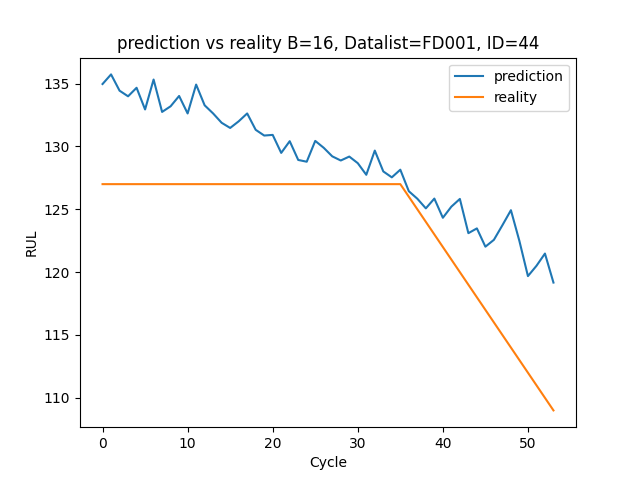 prediction vs reality B=16, Datalist=FD001, ID=44
prediction
reality
RUL
135
130
125
120
115
110
0 10 20 30 40 50
Cycle